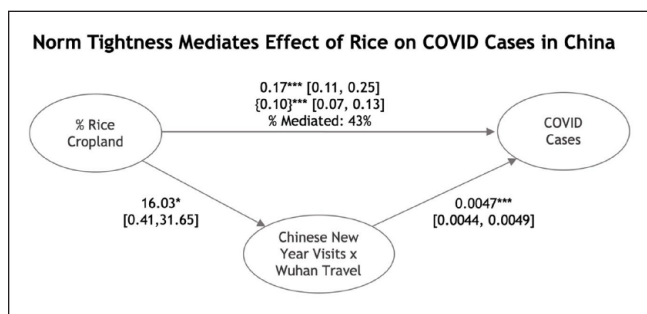 Norm Tightness Mediates Effect of Rice on COVID Cases in China
0.17*** [0.11, 0.25]
{0.10}*** [0.07, 0.13]
% Mediated: 43%
% Rice
Cropland
COVID
Cases
16.03*
[0.41,31.65]
0.0047***
[0.0044, 0.0049]
Chinese New
Year Visits x
Wuhan Travel